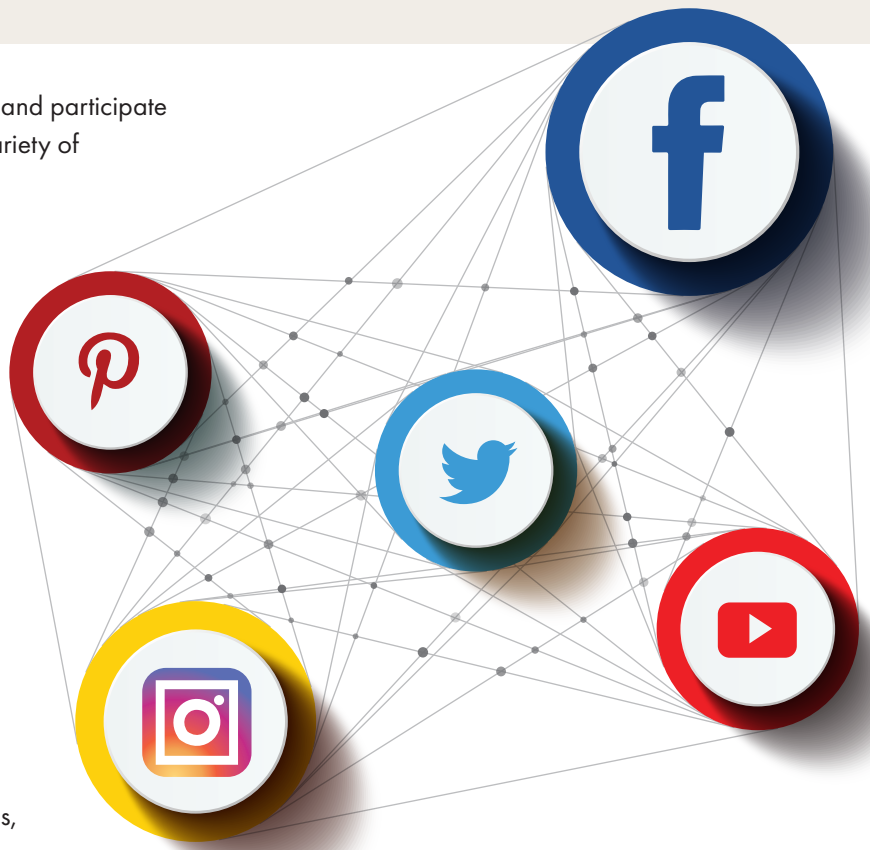 and participate
riety of
s,